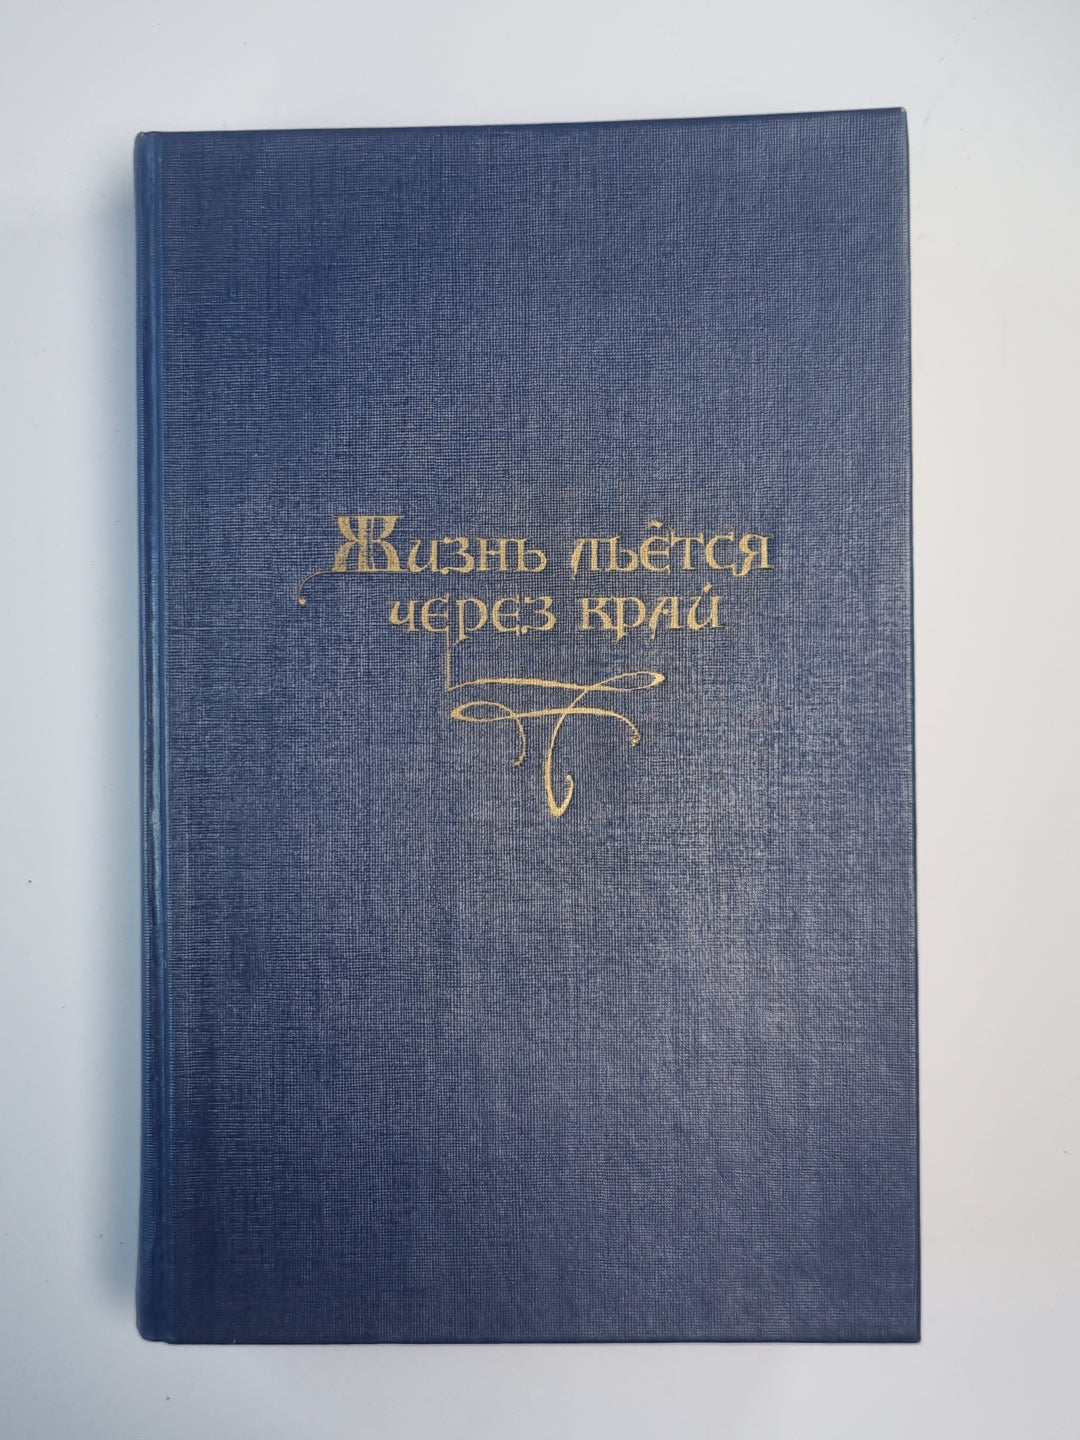 Жизнь льётся
через край